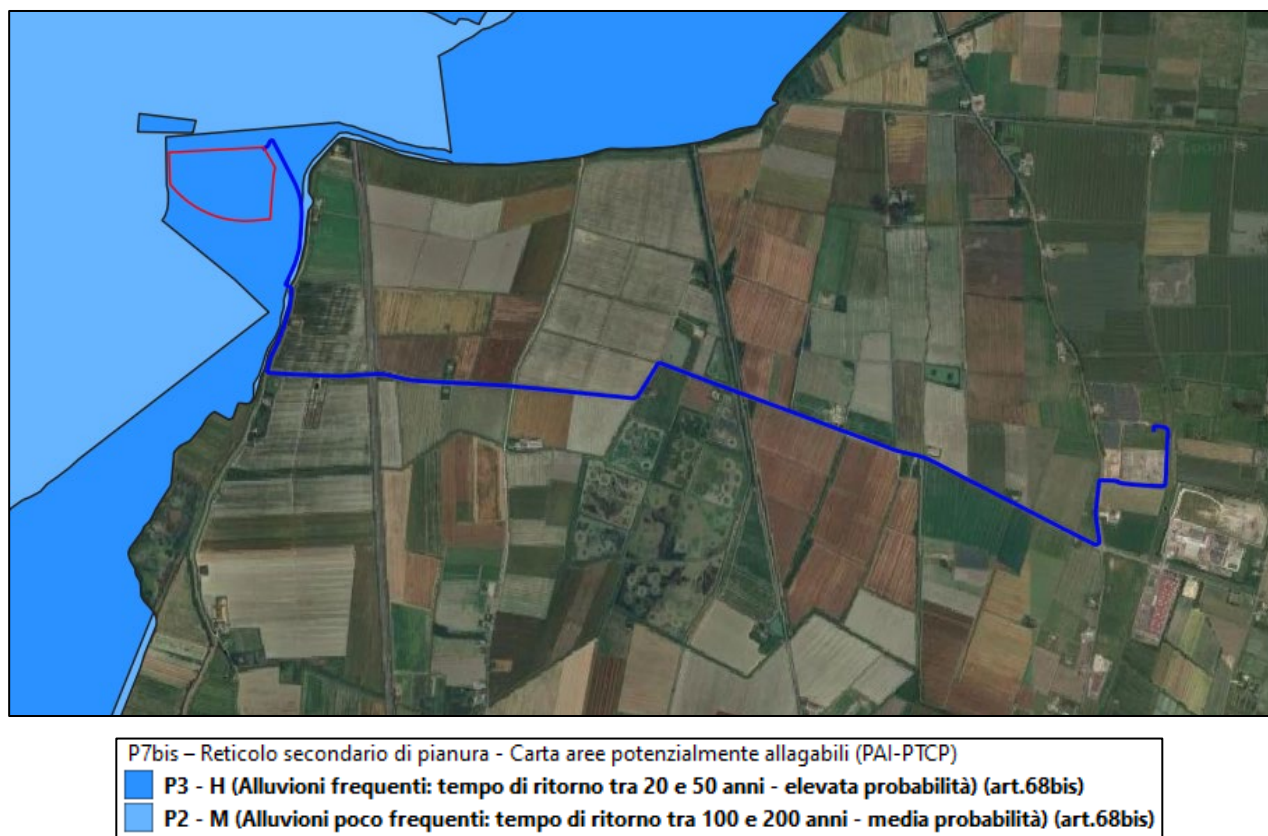 P7bis – Reticolo secondario di pianura - Carta aree potenzialmente allagabili (PAI-PTCP)
P3 - H (Alluvioni frequenti: tempo di ritorno tra 20 e 50 anni - elevata probabilità) (art.68bis)
P2 - M (Alluvioni poco frequenti: tempo di ritorno tra 100 e 200 anni - media probabilità) (art.68bis)